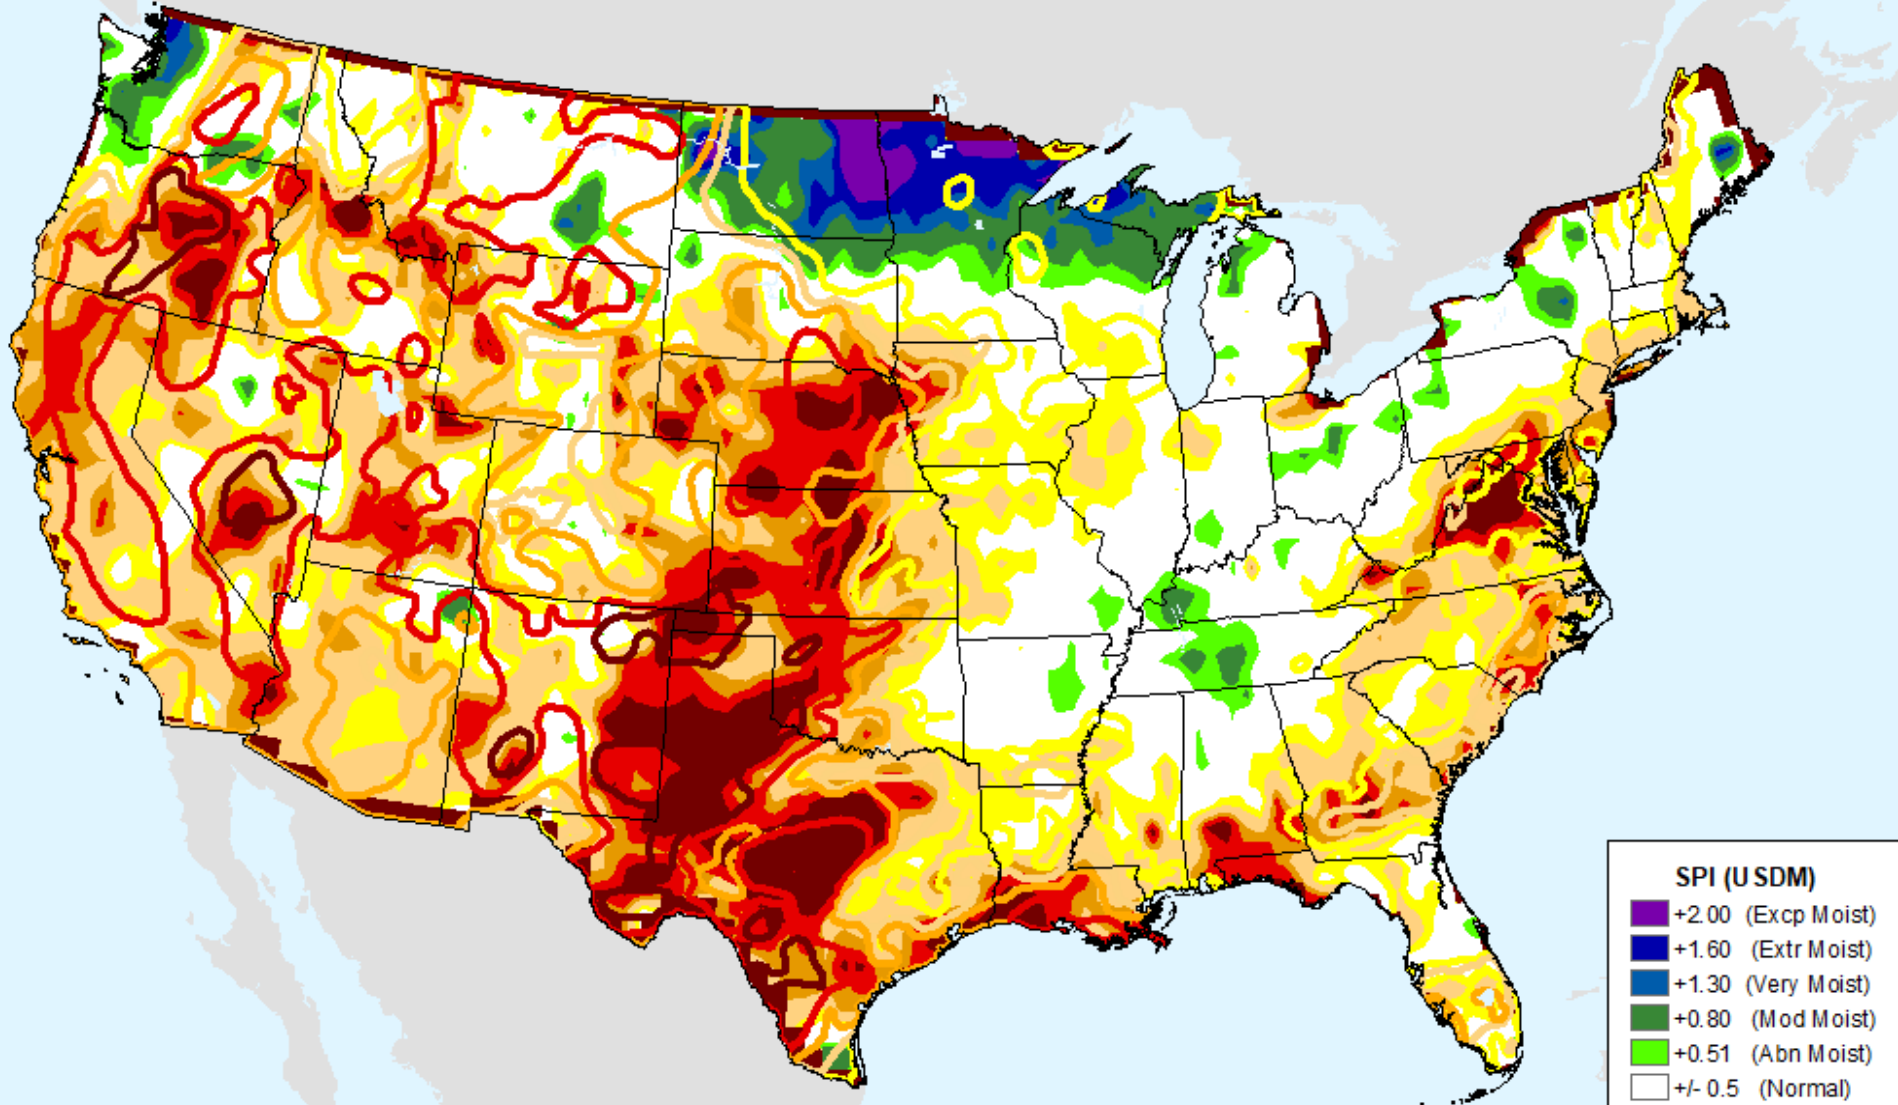 SPI (USDM)
+2.00 (Excp Moist)
+1.60 (Extr Moist)
+1.30 (Very Moist)
+0.80 (Mod Moist)
+0.51 (Abn Moist)
+/- 0.5 (Normal)